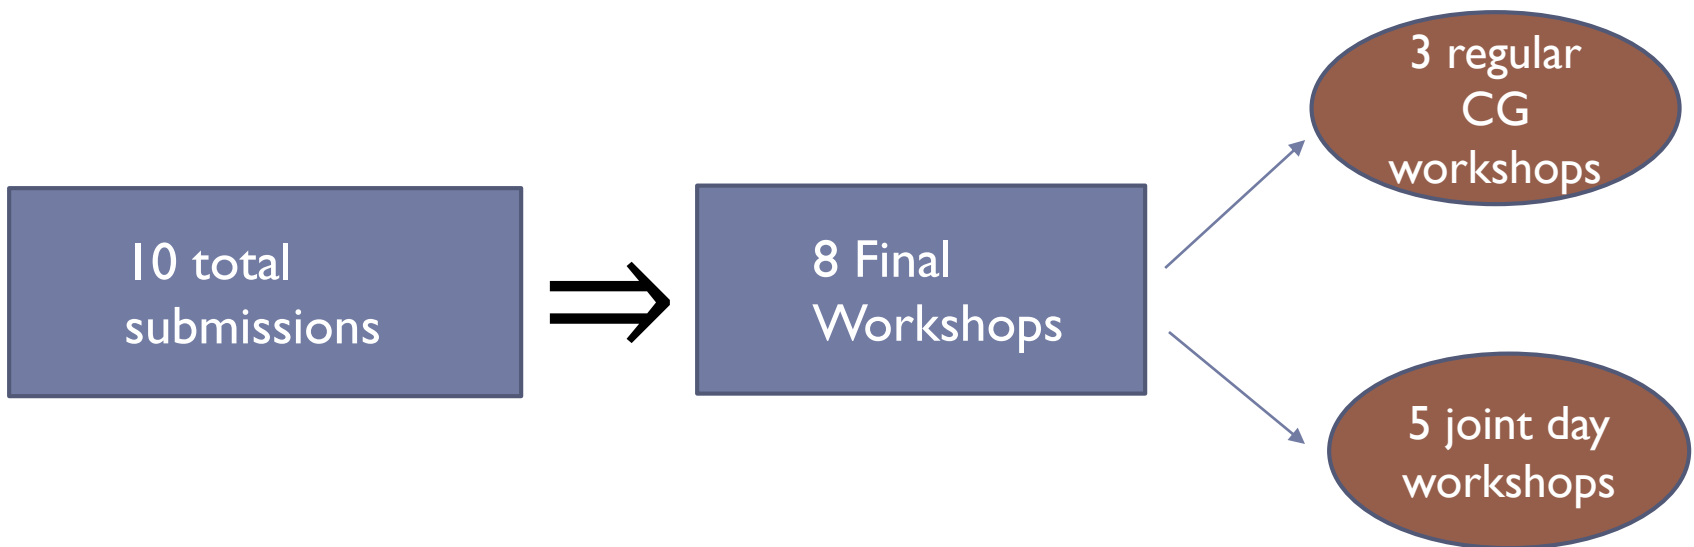 10 total
submissions
⇒
8 Final
Workshops
3 regular
CG
workshops
5 joint day
workshops